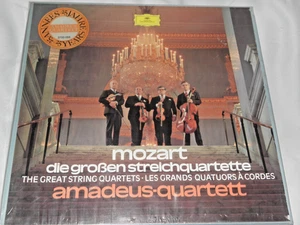 mozart
die großen streichquartette
THE GREAT STRING QUARTETS · LES GRANDS QUATUORS À CORDES
amadeus-quartett